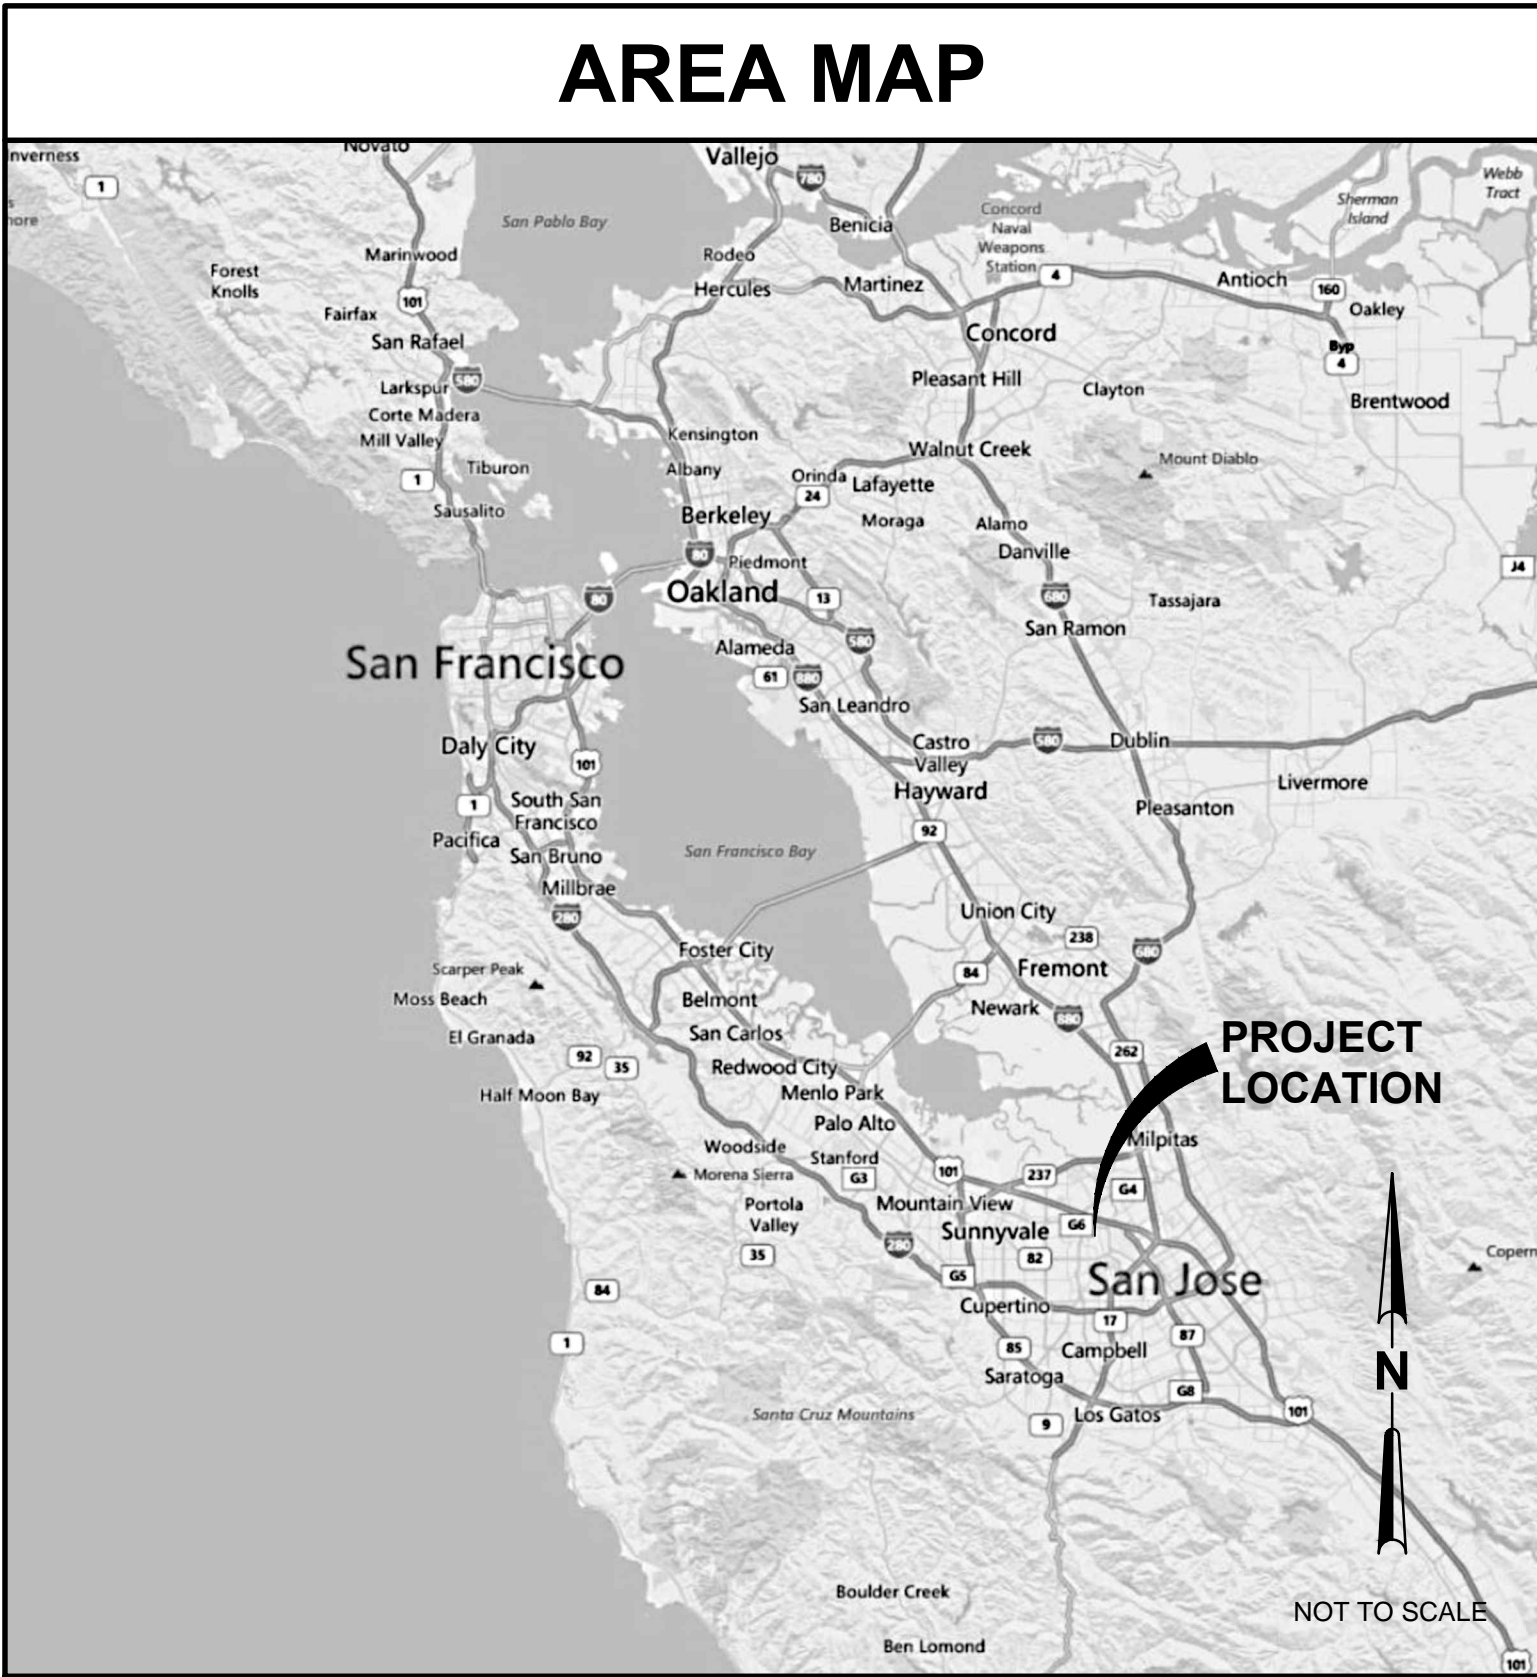 AREA MAP
Novato
Vallejo
nverness
1
780
Webb
Tract
Sherman
Island
ore
San Pablo Bay
Benicia
Concord
Naval
Weapons
Station
Marinwood
Rodeo
Forest
Knolls
4
Antioch
160
Hercules
Martinez
101
Fairfax
Oakley
San Rafael
Concord
Byp
4
580
Larkspur
Pleasant Hill
Clayton
Brentwood
Corte Madera
Mill Valley
Kensington
Walnut Creek
Mount Diablo
Tiburon
Albany
1
Orinda
24
Lafayette
Sausalito
Berkeley
Moraga
Alamo
80
Piedmont
Danville
J4
Oakland
80
13
680
Tassajara
San Ramon
580
Alameda
San Francisco
61
880
San Leandro
Daly City
Castro
Valley
580
Dublin
101
Livermore
Hayward
1
South San
Francisco
Pleasanton
92
Pacifica
San Bruno
San Francisco Bay
Millbrae
280
Union City
238
Foster City
680
Scarper Peak
84
Fremont
Moss Beach
Belmont
Newark
880
El Granada
San Carlos
PROJECT
LOCATION
262
92
35
Redwood City
Half Moon Bay
Menlo Park
Palo Alto
Milpitas
Woodside
Stanford
Morena Sierra
G3
101
237
G4
Portola
Valley
Mountain View
Sunnyvale
G6
35
280
82
Copern
G5
San Jose
84
Cupertino
17
1
85
Campbell
87
Saratoga
N
G8
Santa Cruz Mountains
9
Los Gatos
101
Boulder Creek
NOT TO SCALE
Ben Lomond
101